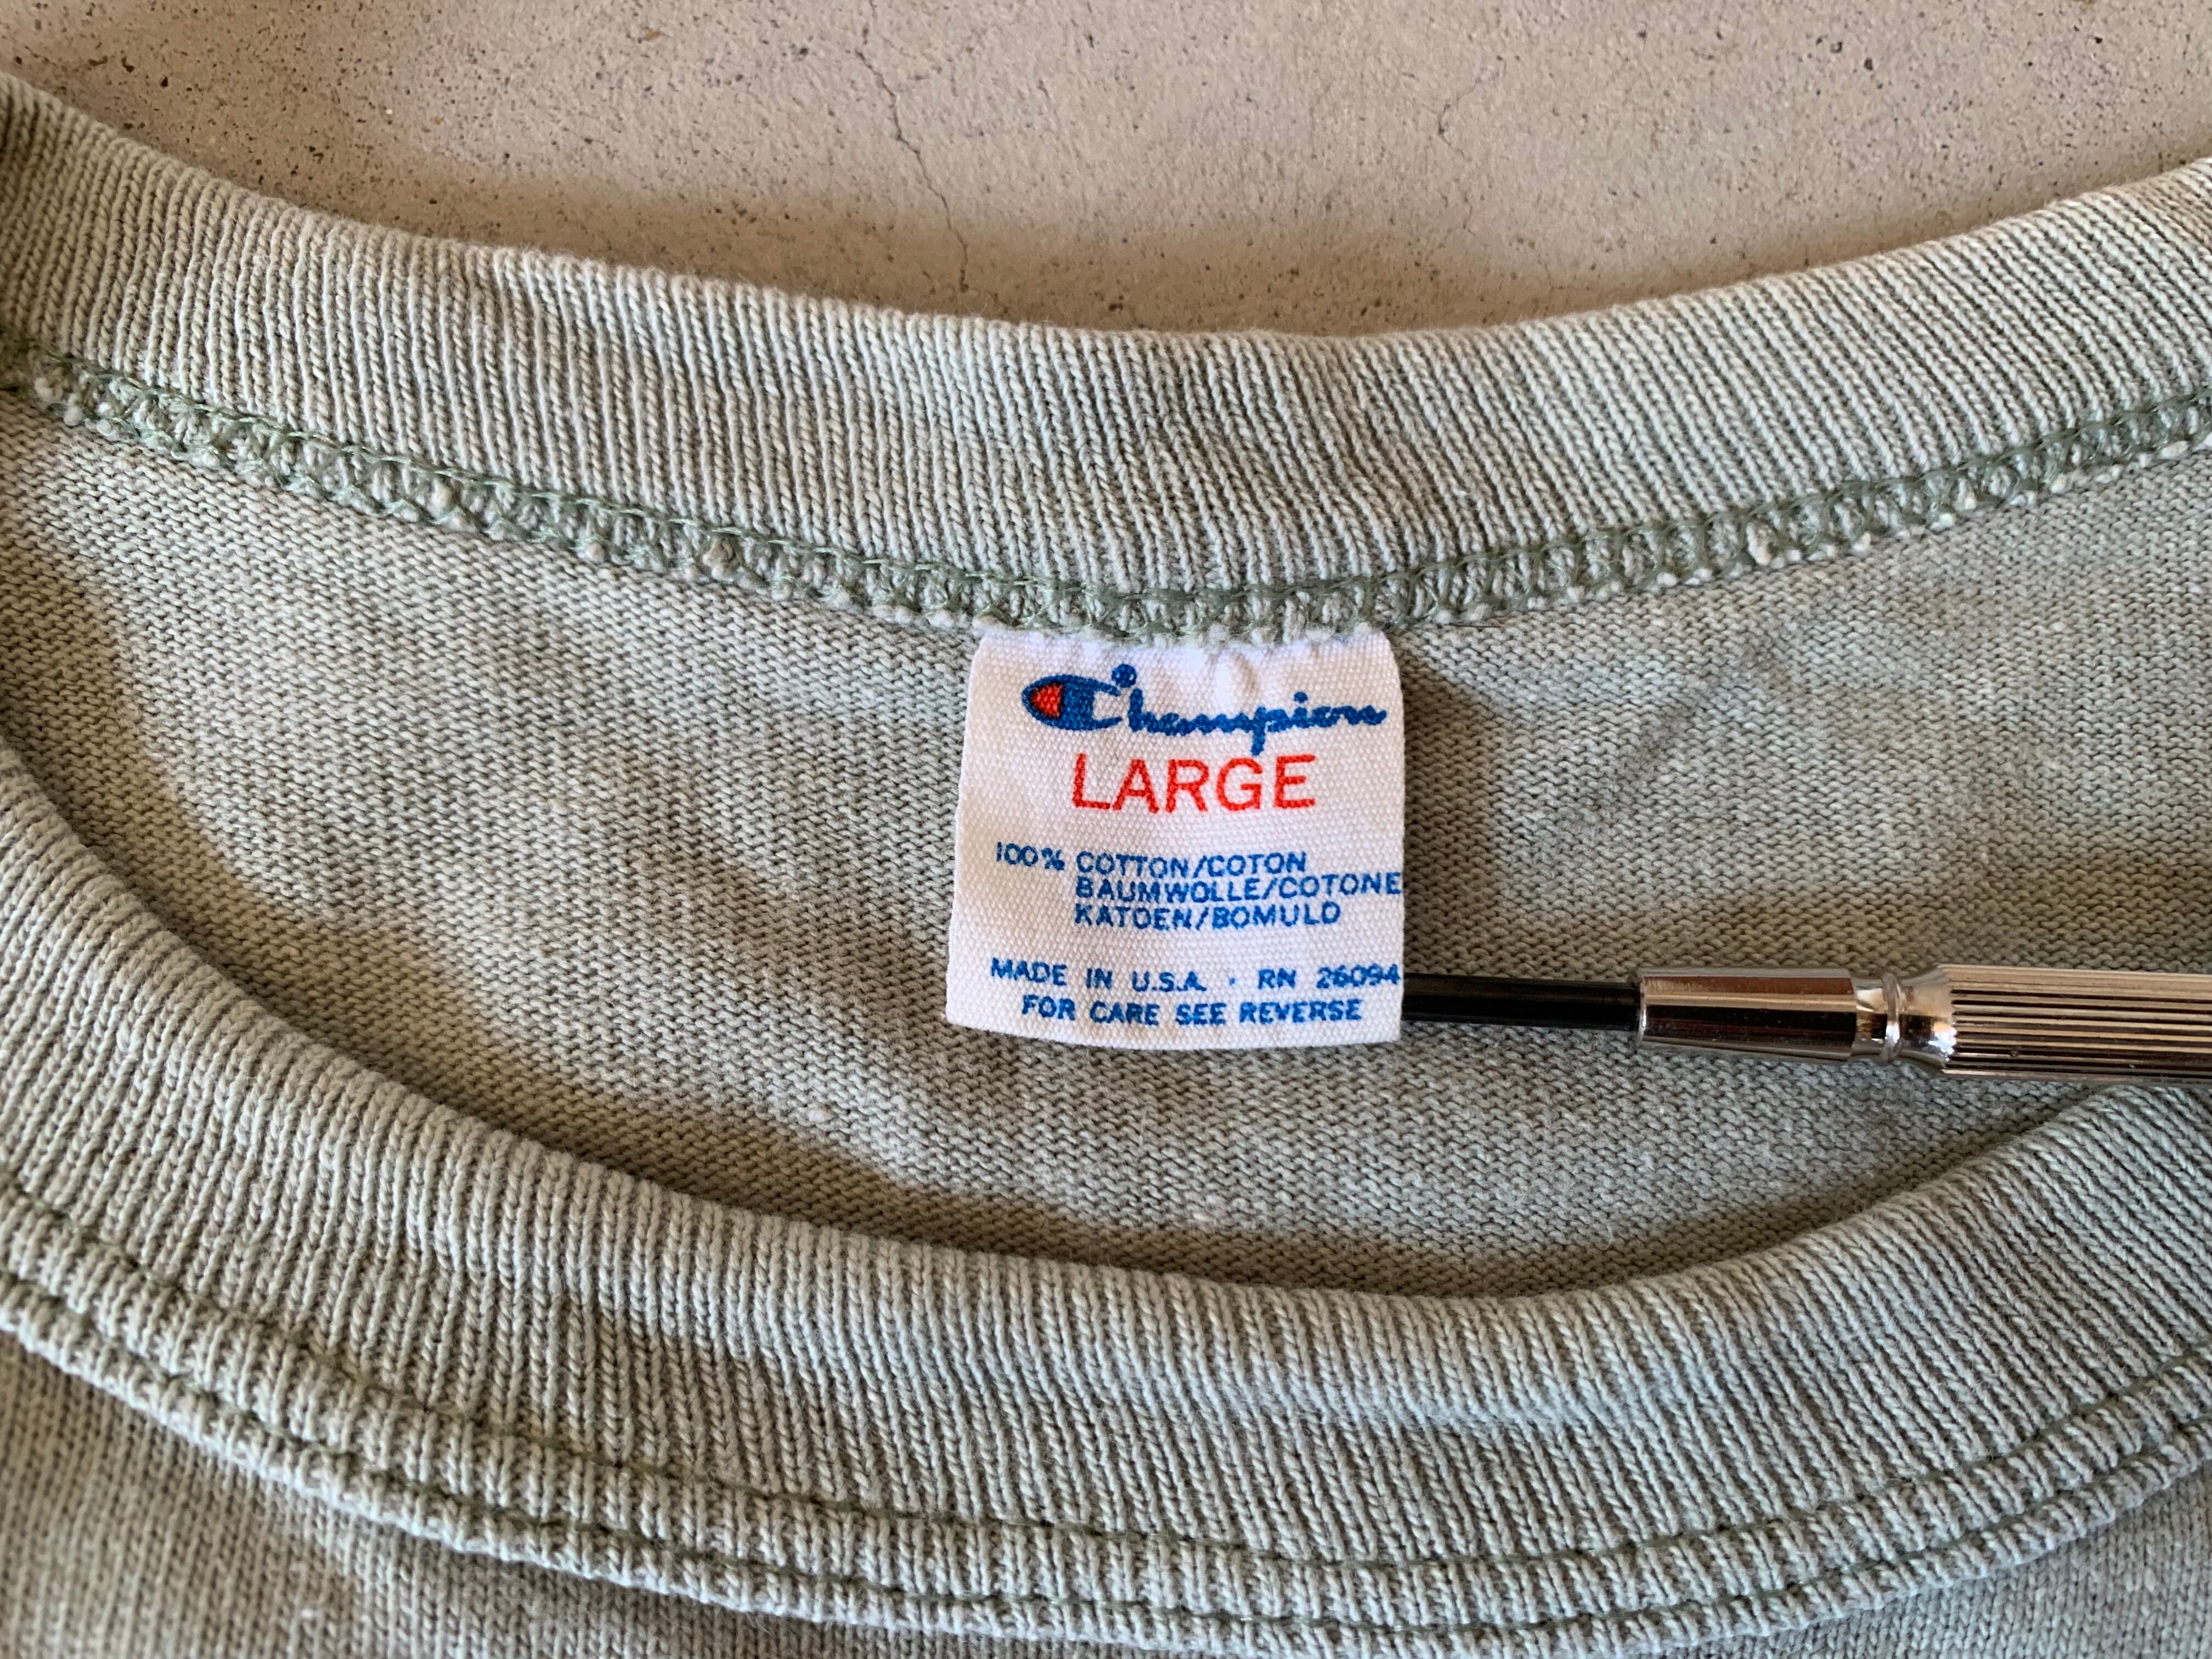 Champion
LARGE
100% COTTON/COTON
BAUMWOLLE/COTONE
KATOEN/BOMULD
MADE IN U.S.A. · RN 26094
FOR CARE SEE REVERSE